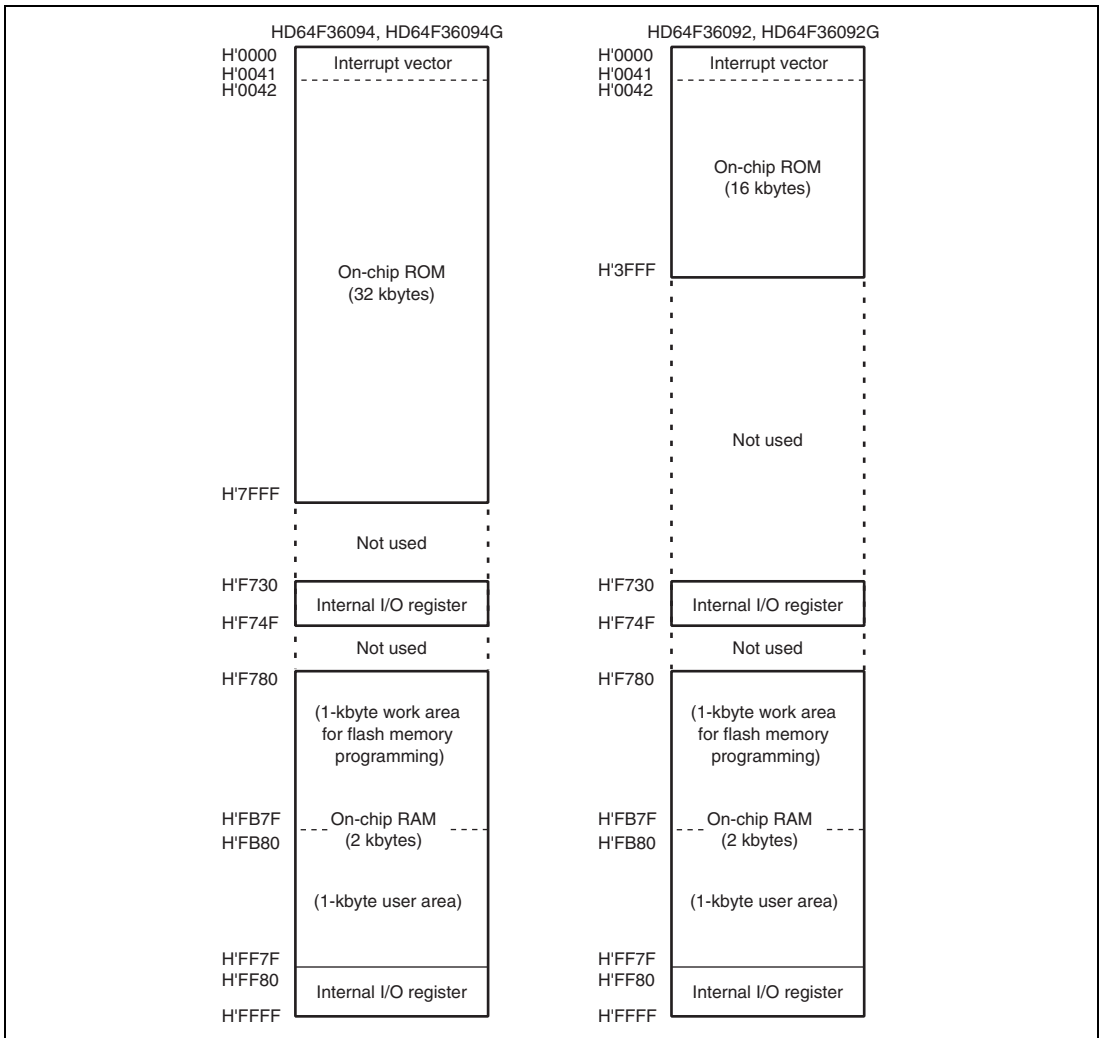 HD64F36094, HD64F36094G
H'0000
Interrupt vector
H'0041
H'0042
On-chip ROM
(32 kbytes)
H'7FFF
Not used
H'F730
Internal I/O register
H'F74F
Not used
H'F780
(1-kbyte work area
for flash memory
programming)
H'FB7F
On-chip RAM
(2 kbytes)
H'FB80
(1-kbyte user area)
H'FF7F
H'FF80
Internal I/O register
H'FFFF
HD64F36092, HD64F36092G
H'0000
Interrupt vector
H'0041
H'0042
On-chip ROM
(16 kbytes)
H'3FFF
Not used
H'F730
Internal I/O register
H'F74F
Not used
H'F780
(1-kbyte work area
for flash memory
programming)
H'FB7F
On-chip RAM
(2 kbytes)
H'FB80
(1-kbyte user area)
H'FF7F
H'FF80
Internal I/O register
H'FFFF